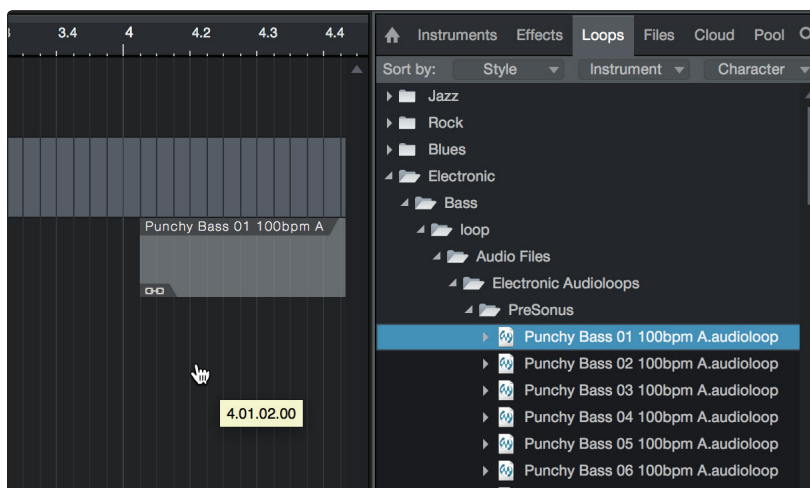 3.4 4 4.2 4.3 4.4
Instruments Effects Loops Files Cloud Pool
Sort by: Style Instrument Character
Jazz
Rock
Blues
Electronic
Bass
loop
Audio Files
Electronic Audioloops
PreSonus
Punchy Bass 01 100bpm A.audioloop
Punchy Bass 02 100bpm A.audioloop
Punchy Bass 03 100bpm A.audioloop
Punchy Bass 04 100bpm A.audioloop
Punchy Bass 05 100bpm A.audioloop
Punchy Bass 06 100bpm A.audioloop
Punchy Bass 01 100bpm A
4.01.02.00